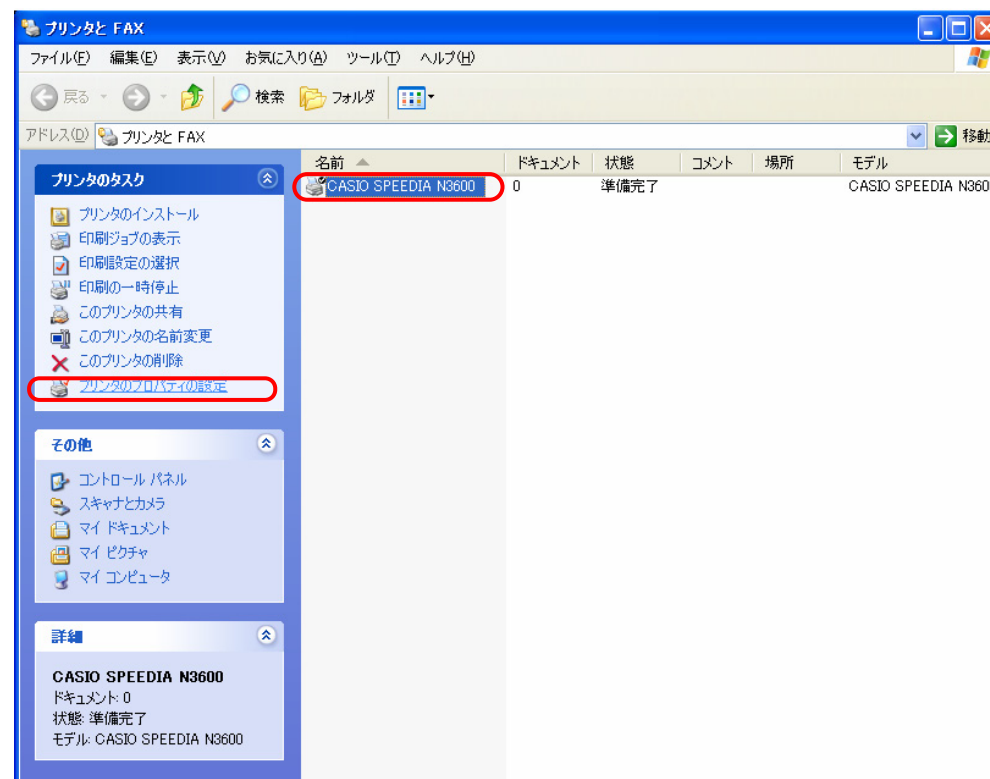 プリンタと FAX
ファイル(F) 編集(E) 表示(V) お気に入り(A) ツール(T) ヘルプ(H)
戻る 検索 フォルダ
アドレス(D) プリンタと FAX 移動
プリンタのタスク
プリンタのインストール
印刷ジョブの表示
印刷設定の選択
印刷の一時停止
このプリンタの共有
このプリンタの名前変更
このプリンタの削除
プリンタのプロパティの設定
その他
コントロール パネル
スキャナとカメラ
マイ ドキュメント
マイ ピクチャ
マイ コンピュータ
詳細
CASIO SPEEDIA N3600
ドキュメント: 0
状態: 準備完了
モデル: CASIO SPEEDIA N3600
名前 ドキュメント 状態 コメント 場所 モデル
CASIO SPEEDIA N3600 0 準備完了 CASIO SPEEDIA N360